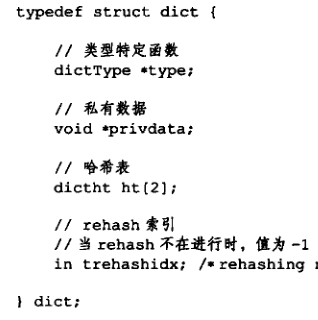 typedef struct dict {
// 类型特定函数
dictType *type;
// 私有数据
void *privdata;
// 哈希表
dictht ht[2];
// rehash 索引
// 当 rehash 不在进行时，值为 -1
in trehashidx; /* rehashing
} dict;